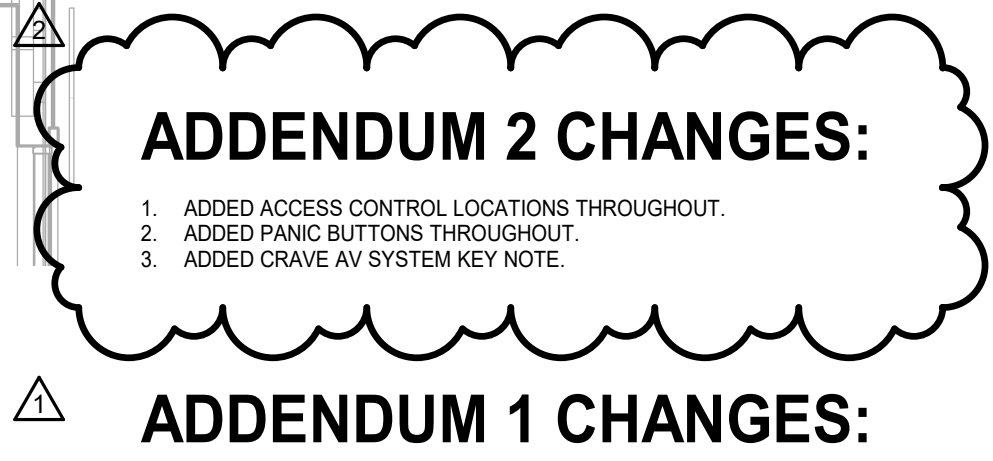 2
ADDENDUM 2 CHANGES:
1. ADDED ACCESS CONTROL LOCATIONS THROUGHOUT.
2. ADDED PANIC BUTTONS THROUGHOUT.
3. ADDED CRAVE AV SYSTEM KEY NOTE.
1
ADDENDUM 1 CHANGES: